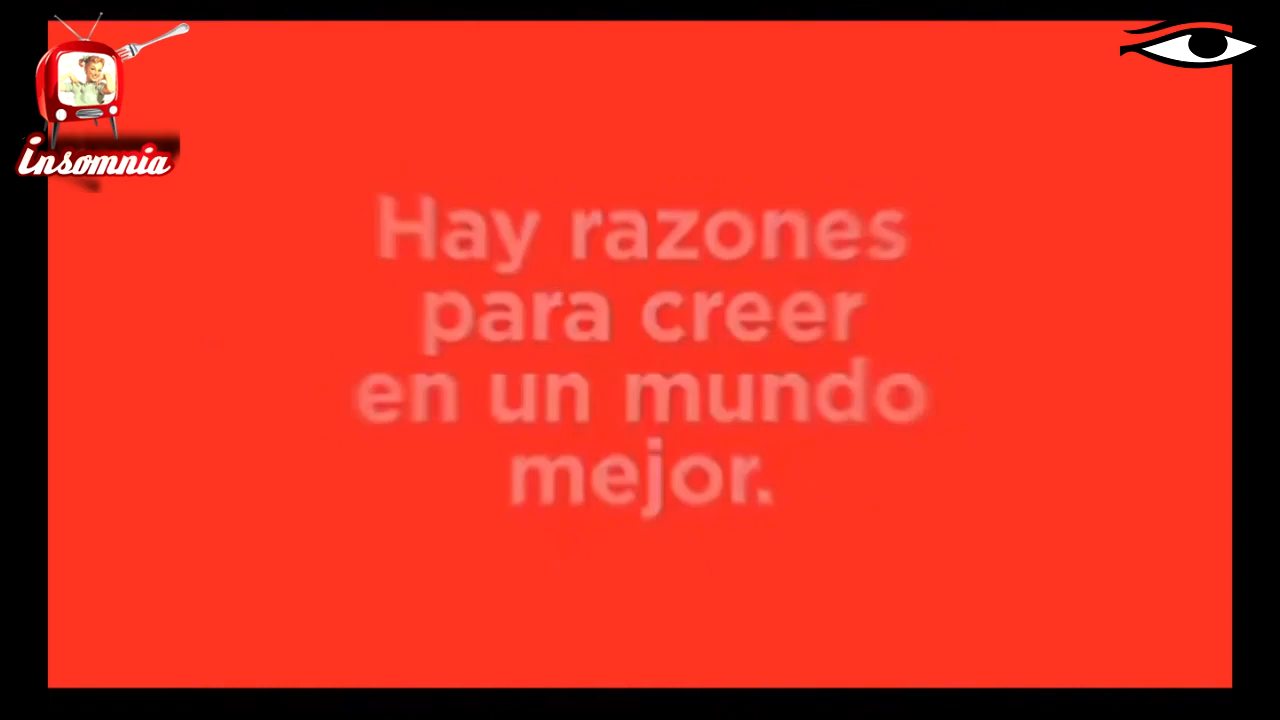 insomnia
Hay razones
para creer
en un mundo
mejor.